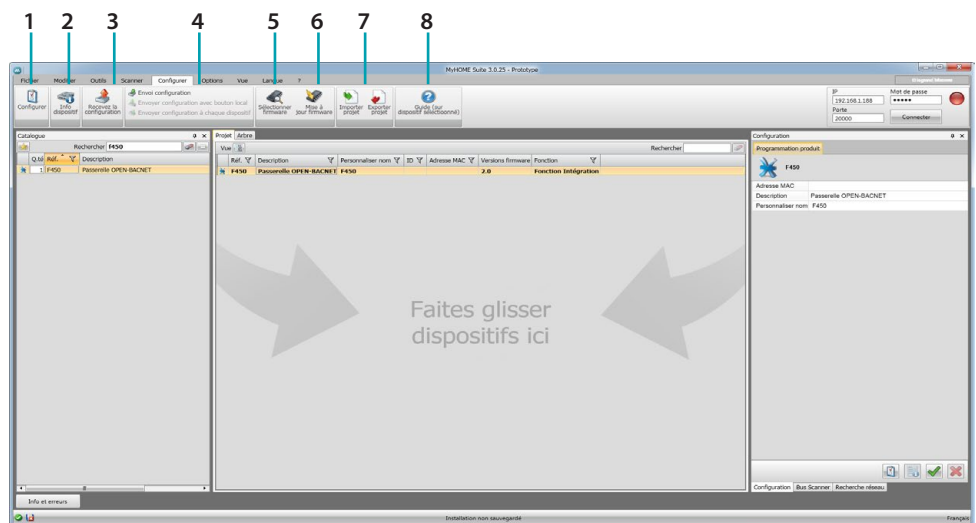 1 2 3 4 5 6 7 8
MyHOME Suite 3.0.25 - Prototype
Fichier Modifier Outils Scanner Configurer Options Vue Langue ?
Configurer
Info dispositif
Recevez la configuration
Envoi configuration
Envoyer configuration avec bouton local
Envoyer configuration à chaque dispositif
Sélectionner firmware
Mise à jour firmware
Importer projet
Exporter projet
Guide (sur dispositif sélectionné)
IP
192.168.1.188
Mot de passe
•••••
Porte
20000
Connecter
Catalogue
Rechercher F450
Q.té Réf. Description
1 F450 Passerelle OPEN-BACNET
Projet Arbre
Vue
Rechercher
Réf. Description Personnaliser nom ID Adresse MAC Versions firmware Fonction
F450 Passerelle OPEN-BACNET F450 2.0 Fonction Intégration
Faites glisser
dispositifs ici
Configuration
Programmation produit
F450
Adresse MAC
Description Passerelle OPEN-BACNET
Personnaliser nom: F450
Configuration Bus Scanner Recherche réseau
Info et erreurs
Installation non sauvegardé
Français